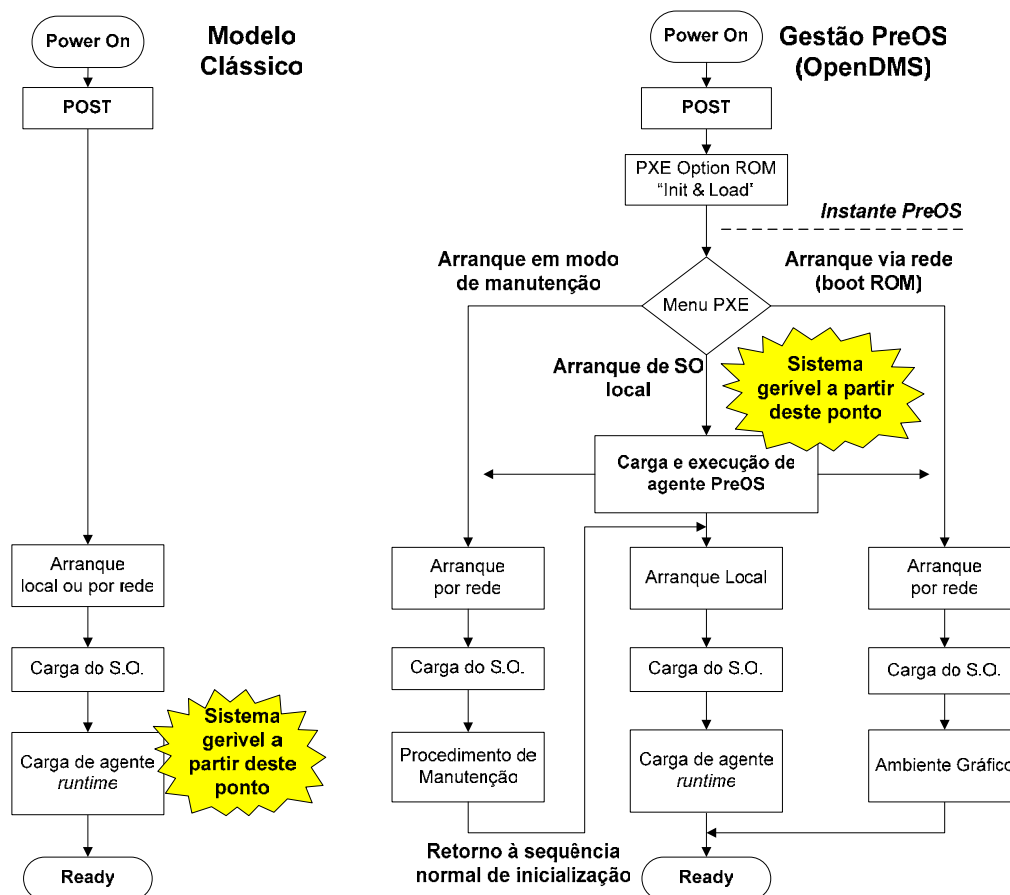 Modelo
Clássico
Power On
POST
Arranque
local ou por rede
Carga do S.O.
Carga de agente
runtime
Sistema
gerível a
partir deste
ponto
Ready
Gestão PreOS
(OpenDMS)
Power On
POST
PXE Option ROM
“Init & Load”
Instante PreOS
Arranque em modo
de manutenção
Arranque via rede
(boot ROM)
Menu PXE
Arranque de SO
local
Sistema
gerível a partir
deste ponto
Carga e execução de
agente PreOS
Arranque
por rede
Arranque Local
Arranque
por rede
Carga do S.O.
Carga do S.O.
Carga do S.O.
Procedimento de
Manutenção
Carga de agente
runtime
Ambiente Gráfico
Retorno à sequência
normal de inicialização
Ready